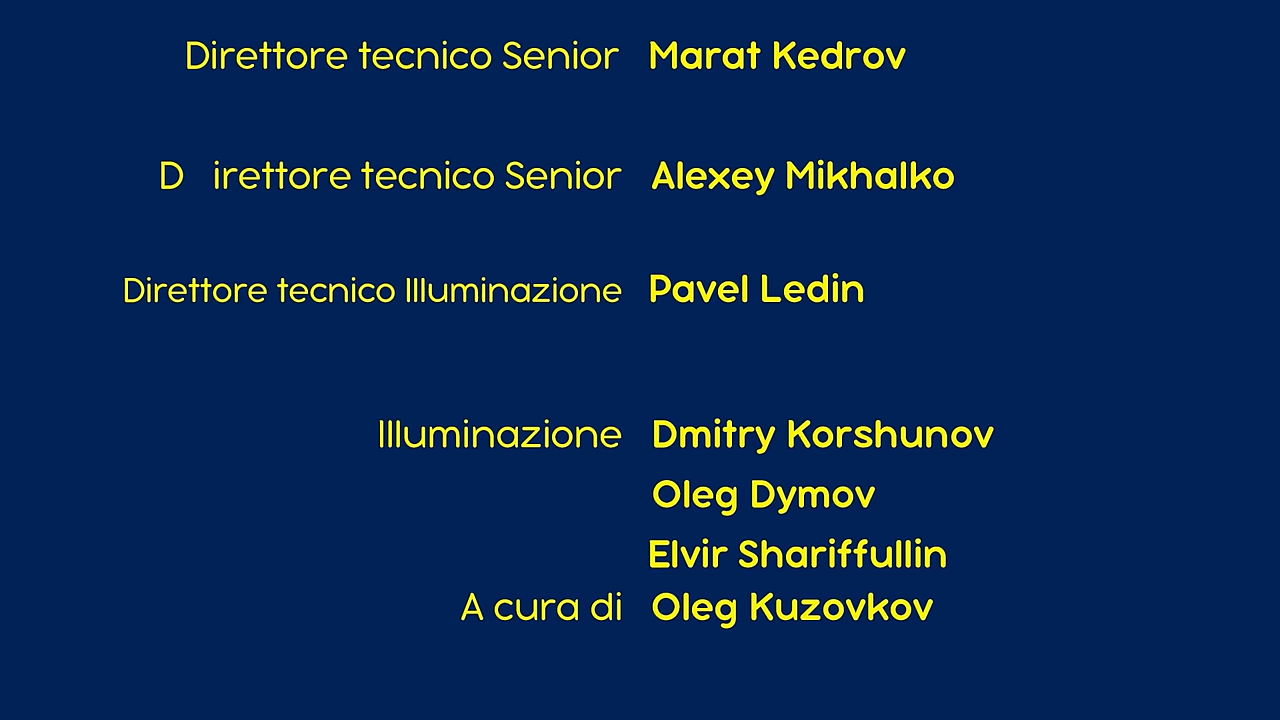 Direttore tecnico Senior Marat Kedrov
D irettore tecnico Senior Alexey Mikhalko
Direttore tecnico Illuminazione Pavel Ledin
Illuminazione Dmitry Korshunov
Oleg Dymov
Elvir Shariffullin
A cura di Oleg Kuzovkov